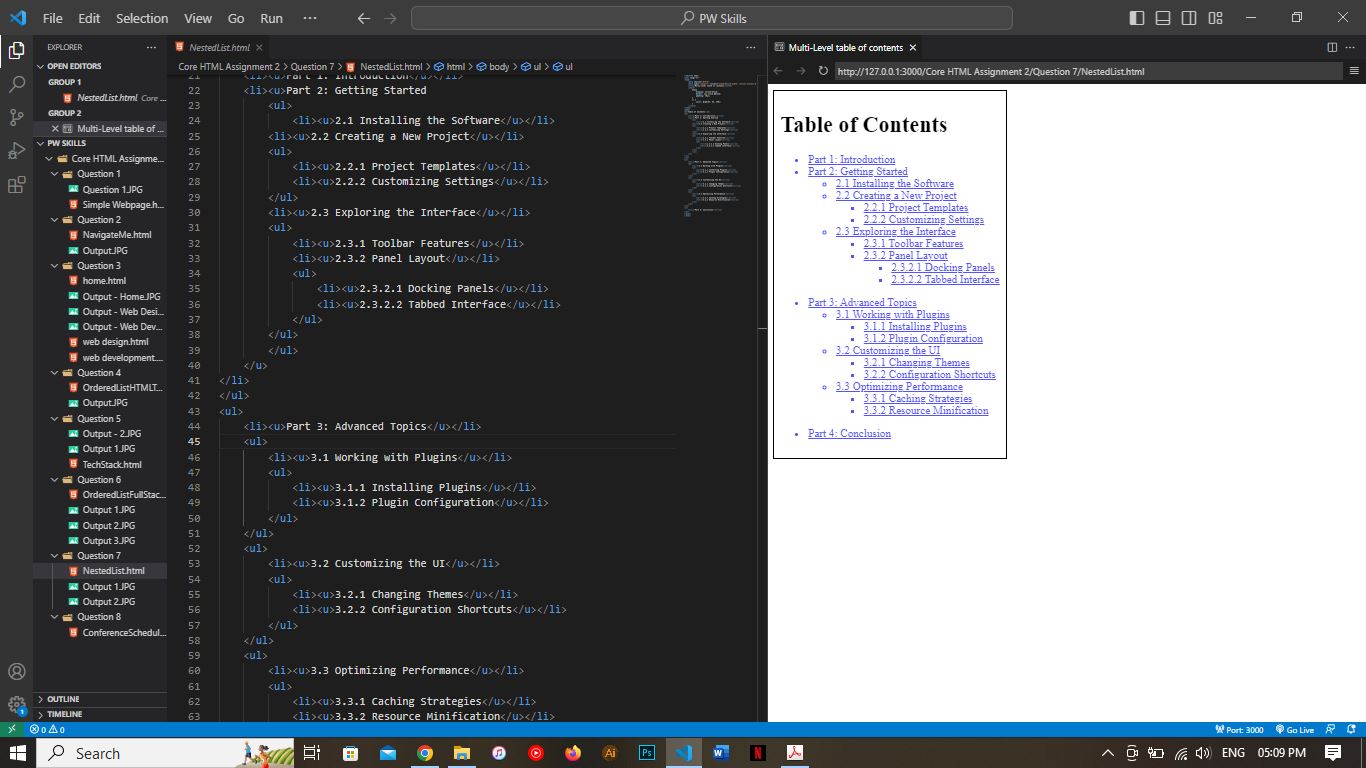 File Edit Selection View Go Run ··· PW Skills
EXPLORER ···
OPEN EDITORS
GROUP 1
NestedList.html Core ...
GROUP 2
Multi-Level table of ...
PW SKILLS
Core HTML Assignme...
Question 1
Question 1.JPG
Simple Webpage.h...
Question 2
NavigateMe.html
Output.JPG
Question 3
home.html
Output - Home.JPG
Output - Web Desi...
Output - Web Dev...
web design.html
web development....
Question 4
OrderedListHTMLT...
Output.JPG
Question 5
Output - 2.JPG
Output 1.JPG
TechStack.html
Question 6
OrderedListFullStac...
Output 1.JPG
Output 2.JPG
Output 3.JPG
Question 7
NestedList.html
Output 1.JPG
Output 2.JPG
Question 8
ConferenceSchedul...
OUTLINE
TIMELINE
NestedList.html
Core HTML Assignment 2 > Question 7 > NestedList.html > html > body > ul > ul
21 <li><u>Part 1: Introduction</u></li>
22 <li><u>Part 2: Getting Started
23 <ul>
24 <li><u>2.1 Installing the Software</u></li>
25 <li><u>2.2 Creating a New Project</u></li>
26 <ul>
27 <li><u>2.2.1 Project Templates</u></li>
28 <li><u>2.2.2 Customizing Settings</u></li>
29 </ul>
30 <li><u>2.3 Exploring the Interface</u></li>
31 <ul>
32 <li><u>2.3.1 Toolbar Features</u></li>
33 <li><u>2.3.2 Panel Layout</u></li>
34 <ul>
35 <li><u>2.3.2.1 Docking Panels</u></li>
36 <li><u>2.3.2.2 Tabbed Interface</u></li>
37 </ul>
38 </ul>
39 </ul>
40 </u>
41 </li>
42 </ul>
43 <ul>
44 <li><u>Part 3: Advanced Topics</u></li>
45 <ul>
46 <li><u>3.1 Working with Plugins</u></li>
47 <ul>
48 <li><u>3.1.1 Installing Plugins</u></li>
49 <li><u>3.1.2 Plugin Configuration</u></li>
50 </ul>
51 </ul>
52 <ul>
53 <li><u>3.2 Customizing the UI</u></li>
54 <ul>
55 <li><u>3.2.1 Changing Themes</u></li>
56 <li><u>3.2.2 Configuration Shortcuts</u></li>
57 </ul>
58 </ul>
59 <ul>
60 <li><u>3.3 Optimizing Performance</u></li>
61 <ul>
62 <li><u>3.3.1 Caching Strategies</u></li>
63 <li><u>3.3.2 Resource Minification</u></li>
Multi-Level table of contents
http://127.0.0.1:3000/Core HTML Assignment 2/Question 7/NestedList.html
Table of Contents
Part 1: Introduction
Part 2: Getting Started
2.1 Installing the Software
2.2 Creating a New Project
2.2.1 Project Templates
2.2.2 Customizing Settings
2.3 Exploring the Interface
2.3.1 Toolbar Features
2.3.2 Panel Layout
2.3.2.1 Docking Panels
2.3.2.2 Tabbed Interface
Part 3: Advanced Topics
3.1 Working with Plugins
3.1.1 Installing Plugins
3.1.2 Plugin Configuration
3.2 Customizing the UI
3.2.1 Changing Themes
3.2.2 Configuration Shortcuts
3.3 Optimizing Performance
3.3.1 Caching Strategies
3.3.2 Resource Minification
Part 4: Conclusion
0 0 Port: 3000 Go Live
Search ENG 05:09 PM